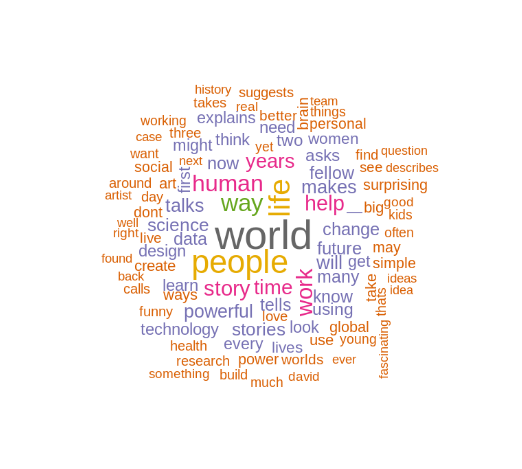 history suggests
takes real team
working explains better brain things
case three might think need two personal women
want next yet asks find question
social now years fellow see describes
around art first human makes surprising
artist day talks way life help __ big good
dont science kids
well world change often
right live data
found design people future may
back create will get simple
calls learn story time work many take ideas
ways know idea
funny powerful tells using thats
technology stories love look global
health every lives use young fascinating
research power worlds ever
something build much david